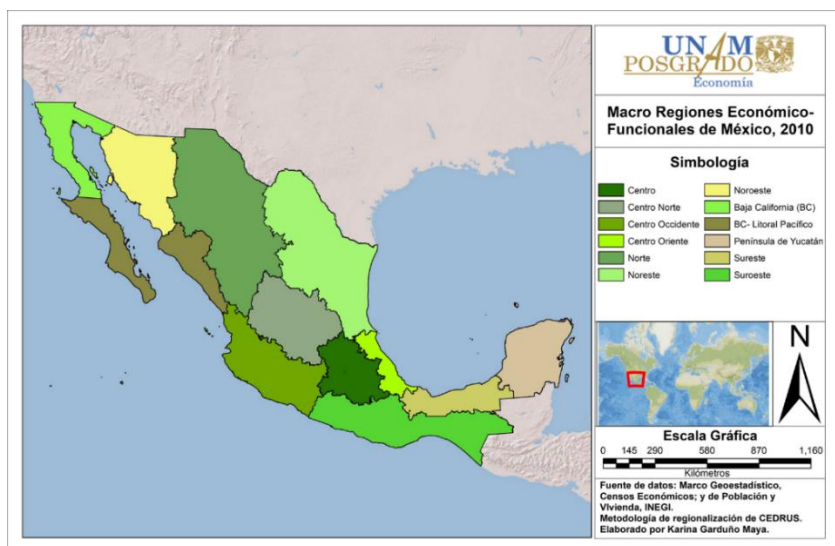 UNAM
POSGRADO
Economía
Macro Regiones Económico-
Funcionales de México, 2010
Simbología
Centro
Centro Norte
Centro Occidente
Centro Oriente
Norte
Noreste
Noroeste
Baja California (BC)
BC- Litoral Pacífico
Península de Yucatán
Sureste
Suroeste
N
Escala Gráfica
0 145 290 580 870 1,160
Kilómetros
Fuente de datos: Marco Geoestadístico,
Censos Económicos; y de Población y
VIvienda, INEGI.
Metodología de regionalización de CEDRUS.
Elaborado por Karina Garduño Maya.